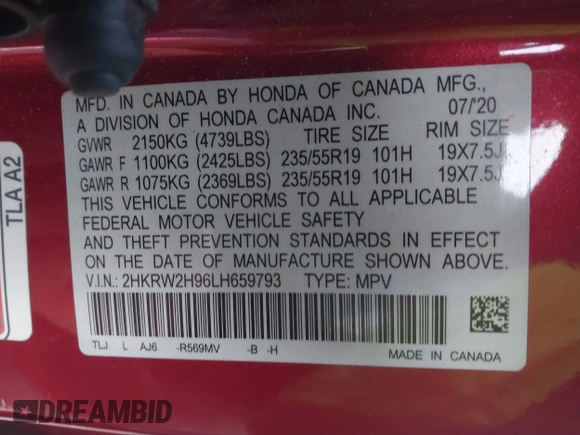 MFD. IN CANADA BY HONDA OF CANADA MFG.,
A DIVISION OF HONDA CANADA INC. 07/'20
GVWR 2150KG (4739LBS) TIRE SIZE RIM SIZE
GAWR F 1100KG (2425LBS) 235/55R19 101H 19X7.5J
GAWR R 1075KG (2369LBS) 235/55R19 101H 19X7.5J
THIS VEHICLE CONFORMS TO ALL APPLICABLE
FEDERAL MOTOR VEHICLE SAFETY
AND THEFT PREVENTION STANDARDS IN EFFECT
ON THE DATE OF MANUFACTURE SHOWN ABOVE.
V.I.N.: 2HKRW2H96LH659793 TYPE: MPV
TLJ L AJ6 -R569MV -B -H
MADE IN CANADA
TLA A2
DREAMBID